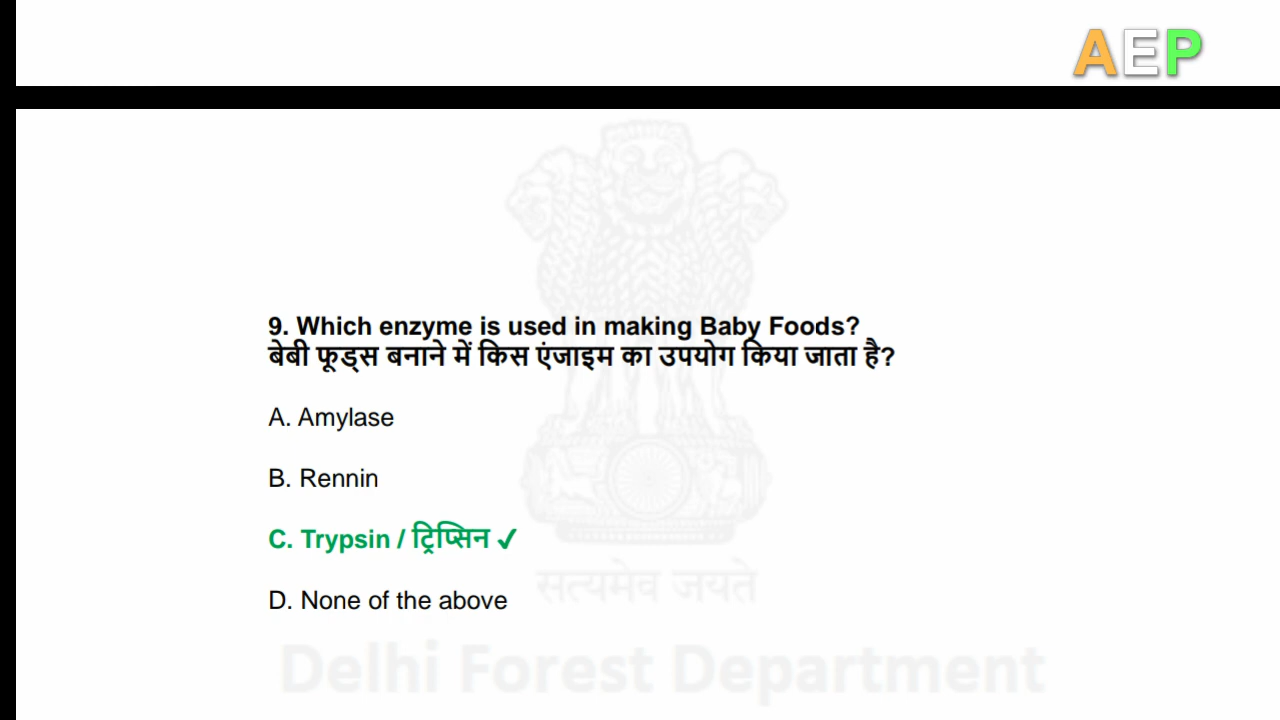 AEP
9. Which enzyme is used in making Baby Foods?
बेबी फूड्स बनाने में किस एंजाइम का उपयोग किया जाता है?
A. Amylase
B. Rennin
C. Trypsin / ट्रिप्सिन ✓
D. None of the above
सत्यमेव जयते
Delhi Forest Department